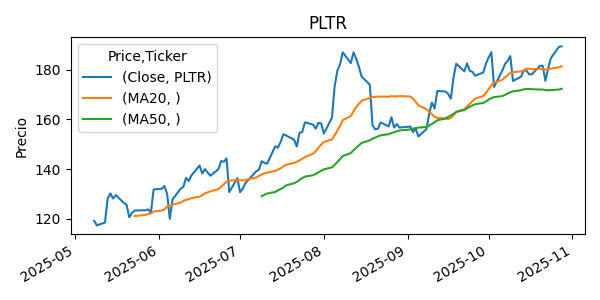 PLTR
Price,Ticker
(Close, PLTR)
(MA20, )
(MA50, )
Precio
180
160
140
120
2025-05
2025-06
2025-07
2025-08
2025-09
2025-10
2025-11